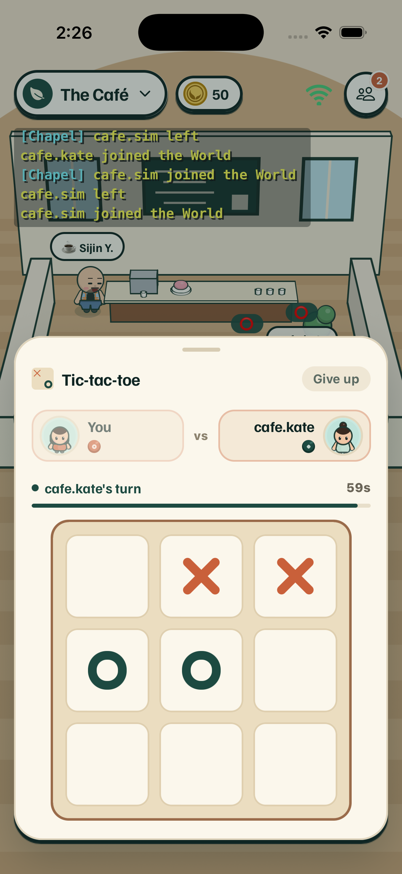 2:26
The Café
50
2
[Chapel] cafe.sim left
cafe.kate joined the World
[Chapel] cafe.sim joined the World
cafe.sim left
cafe.sim joined the World
Sijin Y.
Tic-tac-toe
Give up
You
vs
cafe.kate
cafe.kate's turn
59s